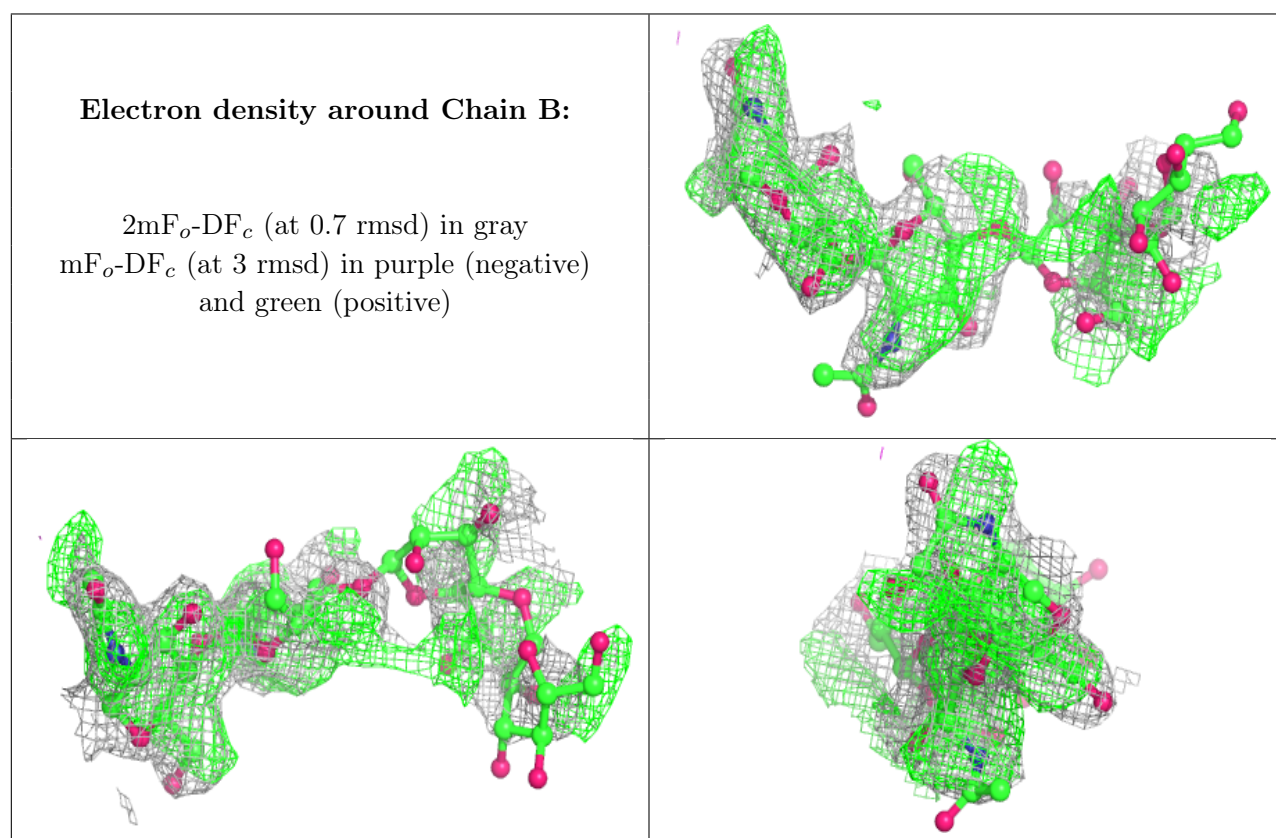 Electron density around Chain B:
2mFo-DFc (at 0.7 rmsd) in gray
mFo-DFc (at 3 rmsd) in purple (negative)
and green (positive)